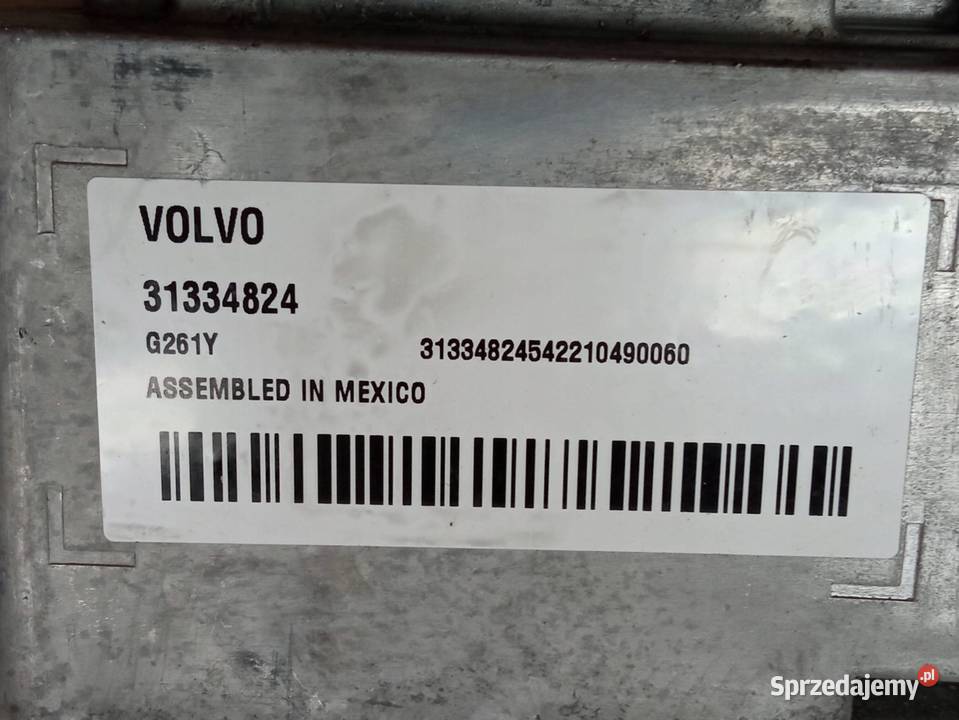 VOLVO
31334824
G261Y 31334824542210490060
ASSEMBLED IN MEXICO
Sprzedajemy.pl